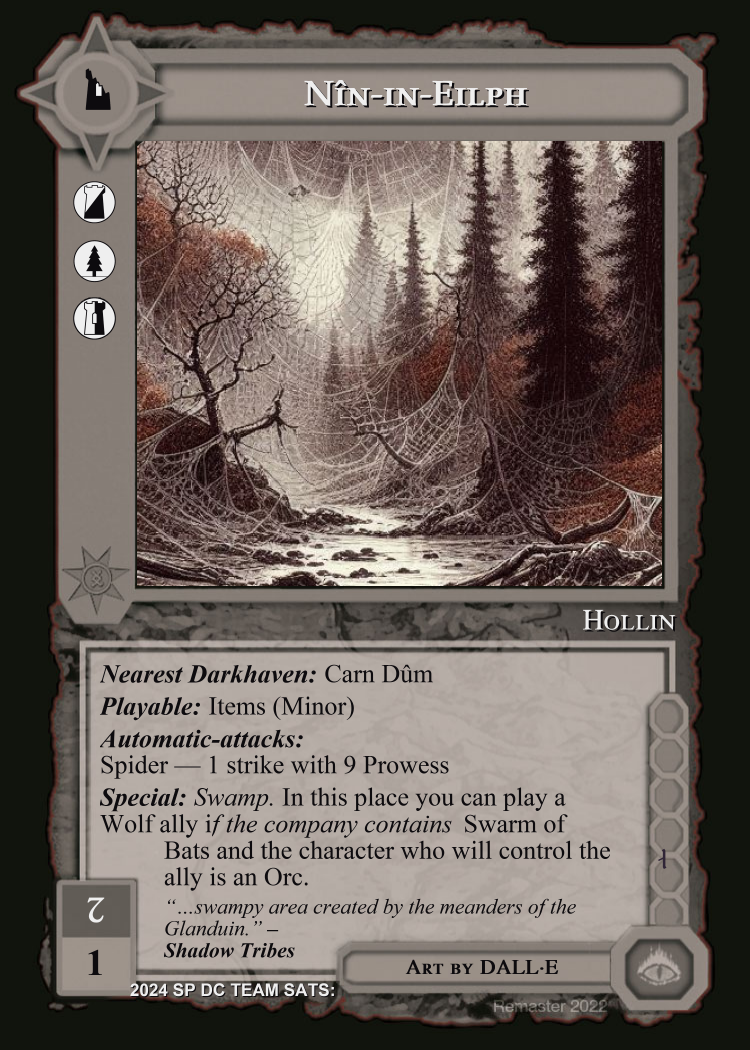 Nîn-in-Eilph
Hollin
Nearest Darkhaven: Carn Dûm
Playable: Items (Minor)
Automatic-attacks:
Spider — 1 strike with 9 Prowess
Special: Swamp. In this place you can play a
Wolf ally if the company contains Swarm of
Bats and the character who will control the
ally is an Orc.
“...swampy area created by the meanders of the
Glanduin.” –
Shadow Tribes
2
1
Art by DALL·E
2024 SP DC TEAM SATS:
Remaster 2022